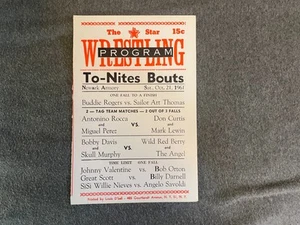 The Star 15c
WRESTLING
PROGRAM
To-Nites Bouts
Newark Armory Sat. Oct. 21, 1961
ONE FALL TO A FINISH
Buddie Rogers vs. Sailor Art Thomas
2 — TAG TEAM MATCHES — 2 OUT OF 3 FALLS
Antonino Rocca Don Curtis
and VS. and
Miguel Perez Mark Lewin
Bobby Davis Wild Red Berry
and VS. and
Skull Murphy The Angel
TIME LIMIT ONE FALL
Johnny Valentine vs. Bob Orton
Great Scott vs. Billy Darnell
SiSi Willie Nieves vs. Angelo Savoldi
Printed by